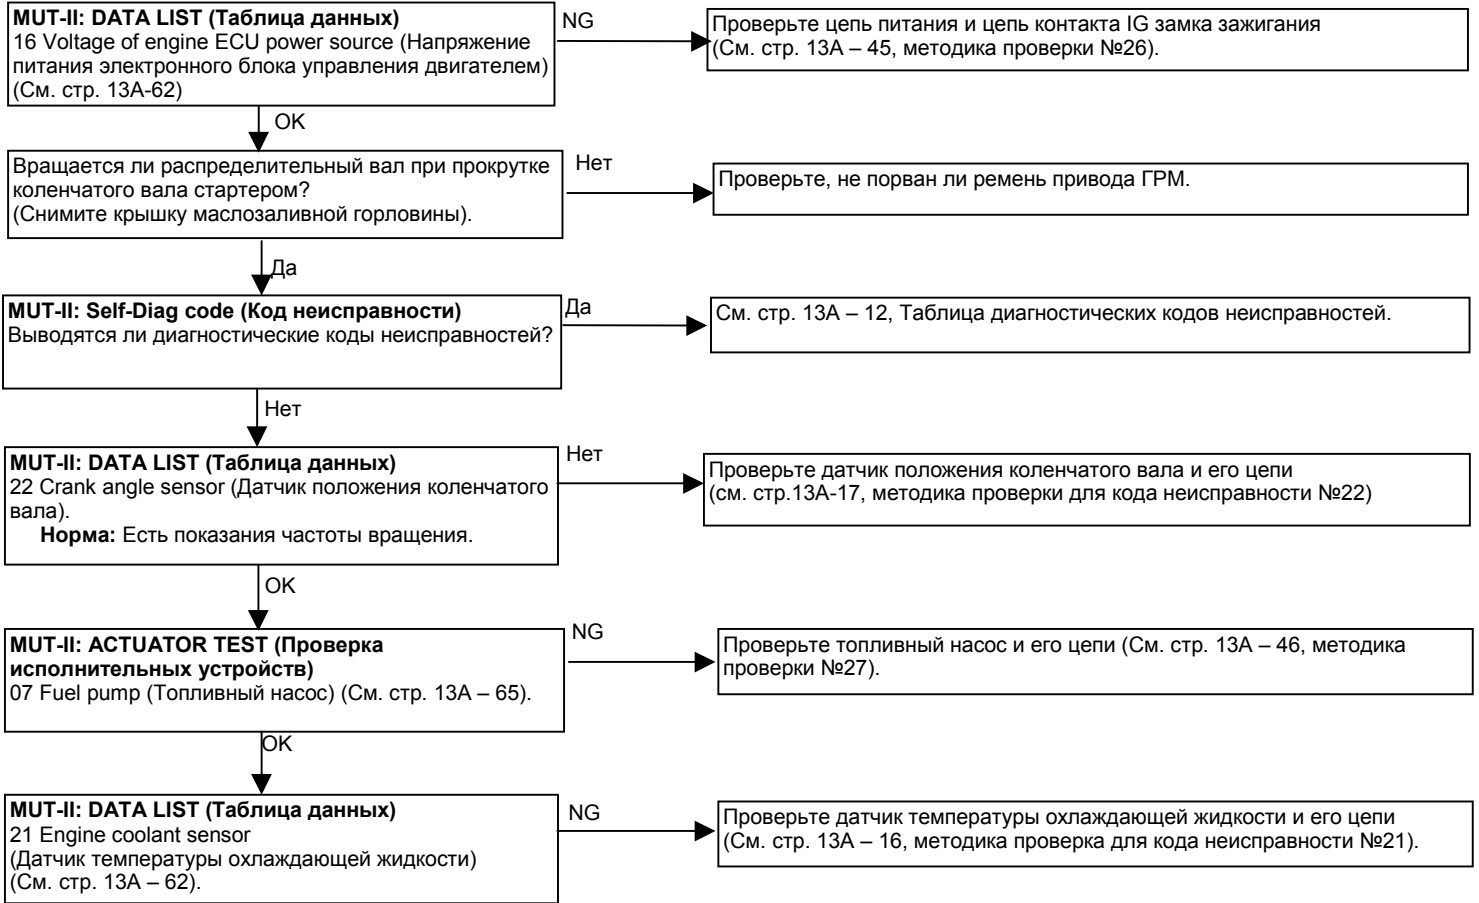 MUT-II: DATA LIST (Таблица данных)
16 Voltage of engine ECU power source (Напряжение
питания электронного блока управления двигателем)
(См. стр. 13A-62)
NG
Проверьте цепь питания и цепь контакта IG замка зажигания
(См. стр. 13A – 45, методика проверки №26).
OK
Вращается ли распределительный вал при прокрутке
коленчатого вала стартером?
(Снимите крышку маслозаливной горловины).
Нет
Проверьте, не порван ли ремень привода ГРМ.
Да
MUT-II: Self-Diag code (Код неисправности)
Выводятся ли диагностические коды неисправностей?
Да
См. стр. 13A – 12, Таблица диагностических кодов неисправностей.
Нет
MUT-II: DATA LIST (Таблица данных)
22 Crank angle sensor (Датчик положения коленчатого
вала).
Норма: Есть показания частоты вращения.
Нет
Проверьте датчик положения коленчатого вала и его цепи
(см. стр.13A-17, методика проверки для кода неисправности №22)
OK
MUT-II: ACTUATOR TEST (Проверка
исполнительных устройств)
07 Fuel pump (Топливный насос) (См. стр. 13A – 65).
NG
Проверьте топливный насос и его цепи (См. стр. 13A – 46, методика
проверки №27).
OK
MUT-II: DATA LIST (Таблица данных)
21 Engine coolant sensor
(Датчик температуры охлаждающей жидкости)
(См. стр. 13A – 62).
NG
Проверьте датчик температуры охлаждающей жидкости и его цепи
(См. стр. 13A – 16, методика проверка для кода неисправности №21).